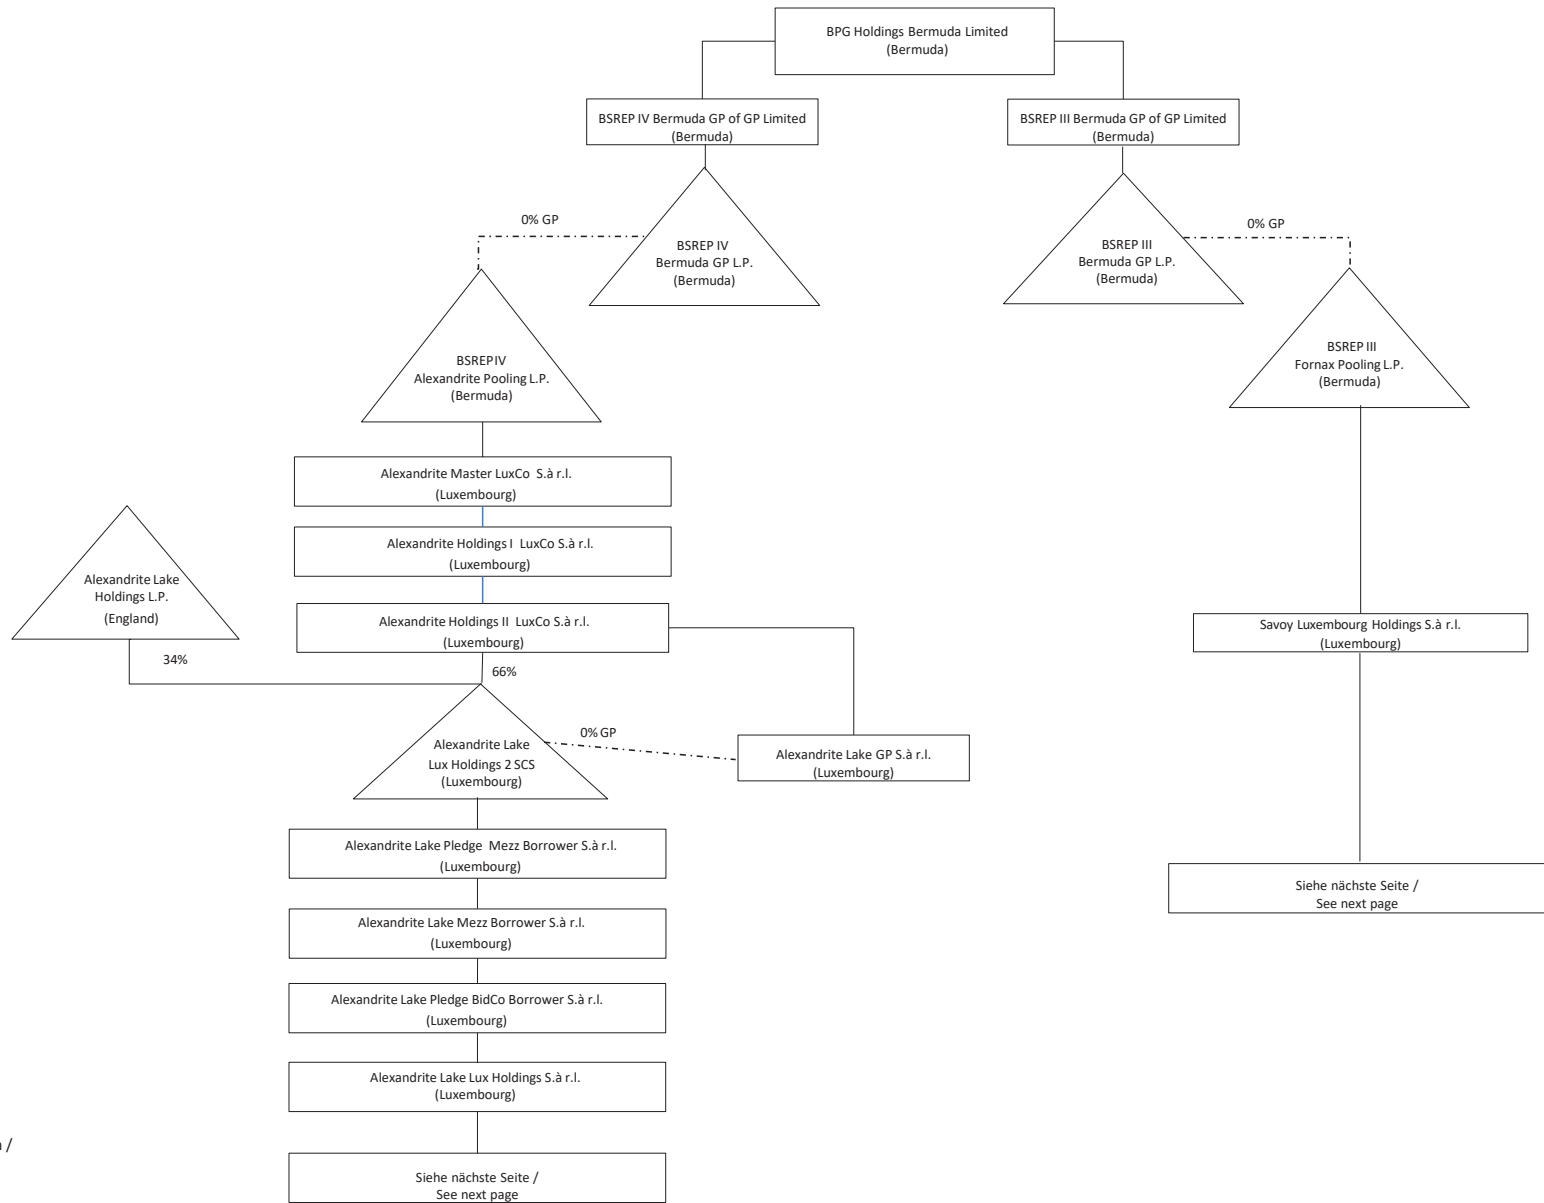 BPG Holdings Bermuda Limited
(Bermuda)
BSREP IV Bermuda GP of GP Limited
(Bermuda)
BSREP III Bermuda GP of GP Limited
(Bermuda)
0% GP
BSREP IV
Bermuda GP L.P.
(Bermuda)
BSREP III
Bermuda GP L.P.
(Bermuda)
0% GP
BSREP IV
Alexandrite Pooling L.P.
(Bermuda)
BSREP III
Fornax Pooling L.P.
(Bermuda)
Alexandrite Master LuxCo S.à r.l.
(Luxembourg)
Alexandrite Holdings I LuxCo S.à r.l.
(Luxembourg)
Alexandrite Lake
Holdings L.P.
(England)
Alexandrite Holdings II LuxCo S.à r.l.
(Luxembourg)
Savoy Luxembourg Holdings S.à r.l.
(Luxembourg)
34%
66%
Alexandrite Lake
Lux Holdings 2 SCS
(Luxembourg)
0% GP
Alexandrite Lake GP S.à r.l.
(Luxembourg)
Alexandrite Lake Pledge Mezz Borrower S.à r.l.
(Luxembourg)
Siehe nächste Seite /
See next page
Alexandrite Lake Mezz Borrower S.à r.l.
(Luxembourg)
Alexandrite Lake Pledge BidCo Borrower S.à r.l.
(Luxembourg)
Alexandrite Lake Lux Holdings S.à r.l.
(Luxembourg)
/
Siehe nächste Seite /
See next page